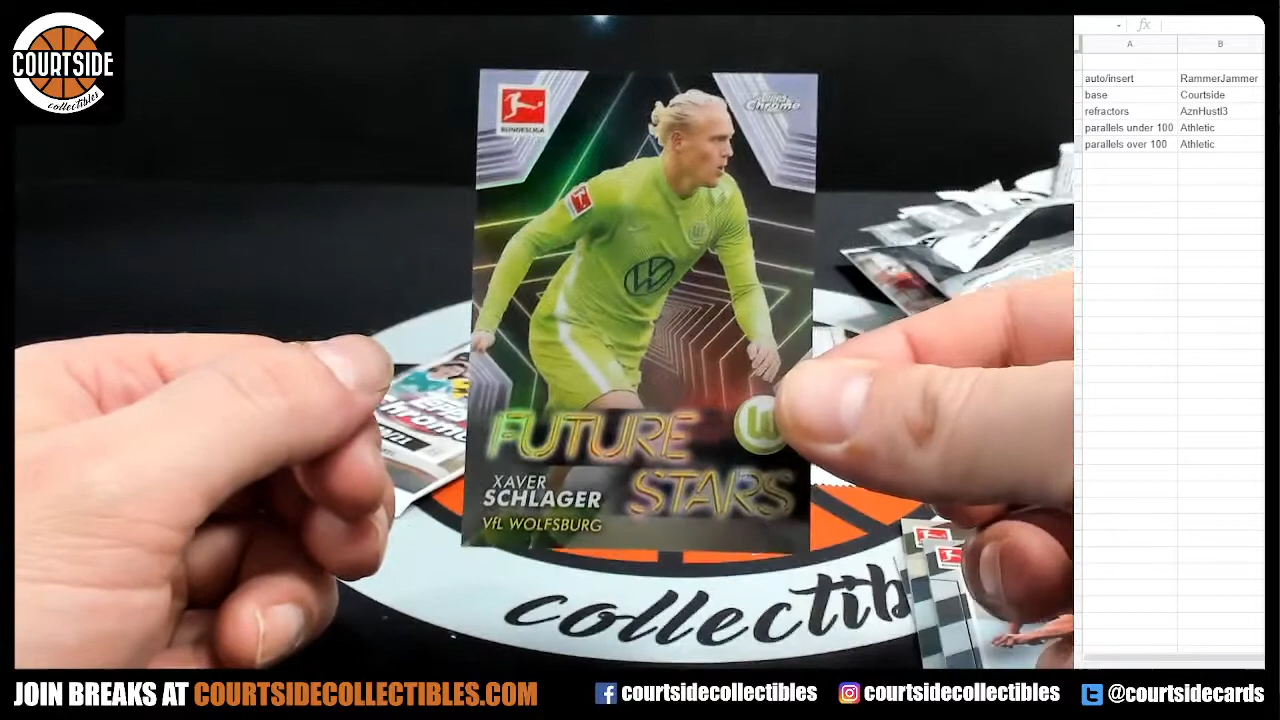 COURTSIDE
collectibles
fx
A
B
auto/insert
RammerJammer
base
Courtside
refractors
AznHustl3
parallels under 100
Athletic
parallels over 100
Athletic
BUNDESLIGA
Chrome
FUTURE
STARS
XAVER
SCHLAGER
VfL WOLFSBURG
collectib
JOIN BREAKS AT COURTSIDECOLLECTIBLES.COM
courtsidecollectibles
courtsidecollectibles
@courtsidecards